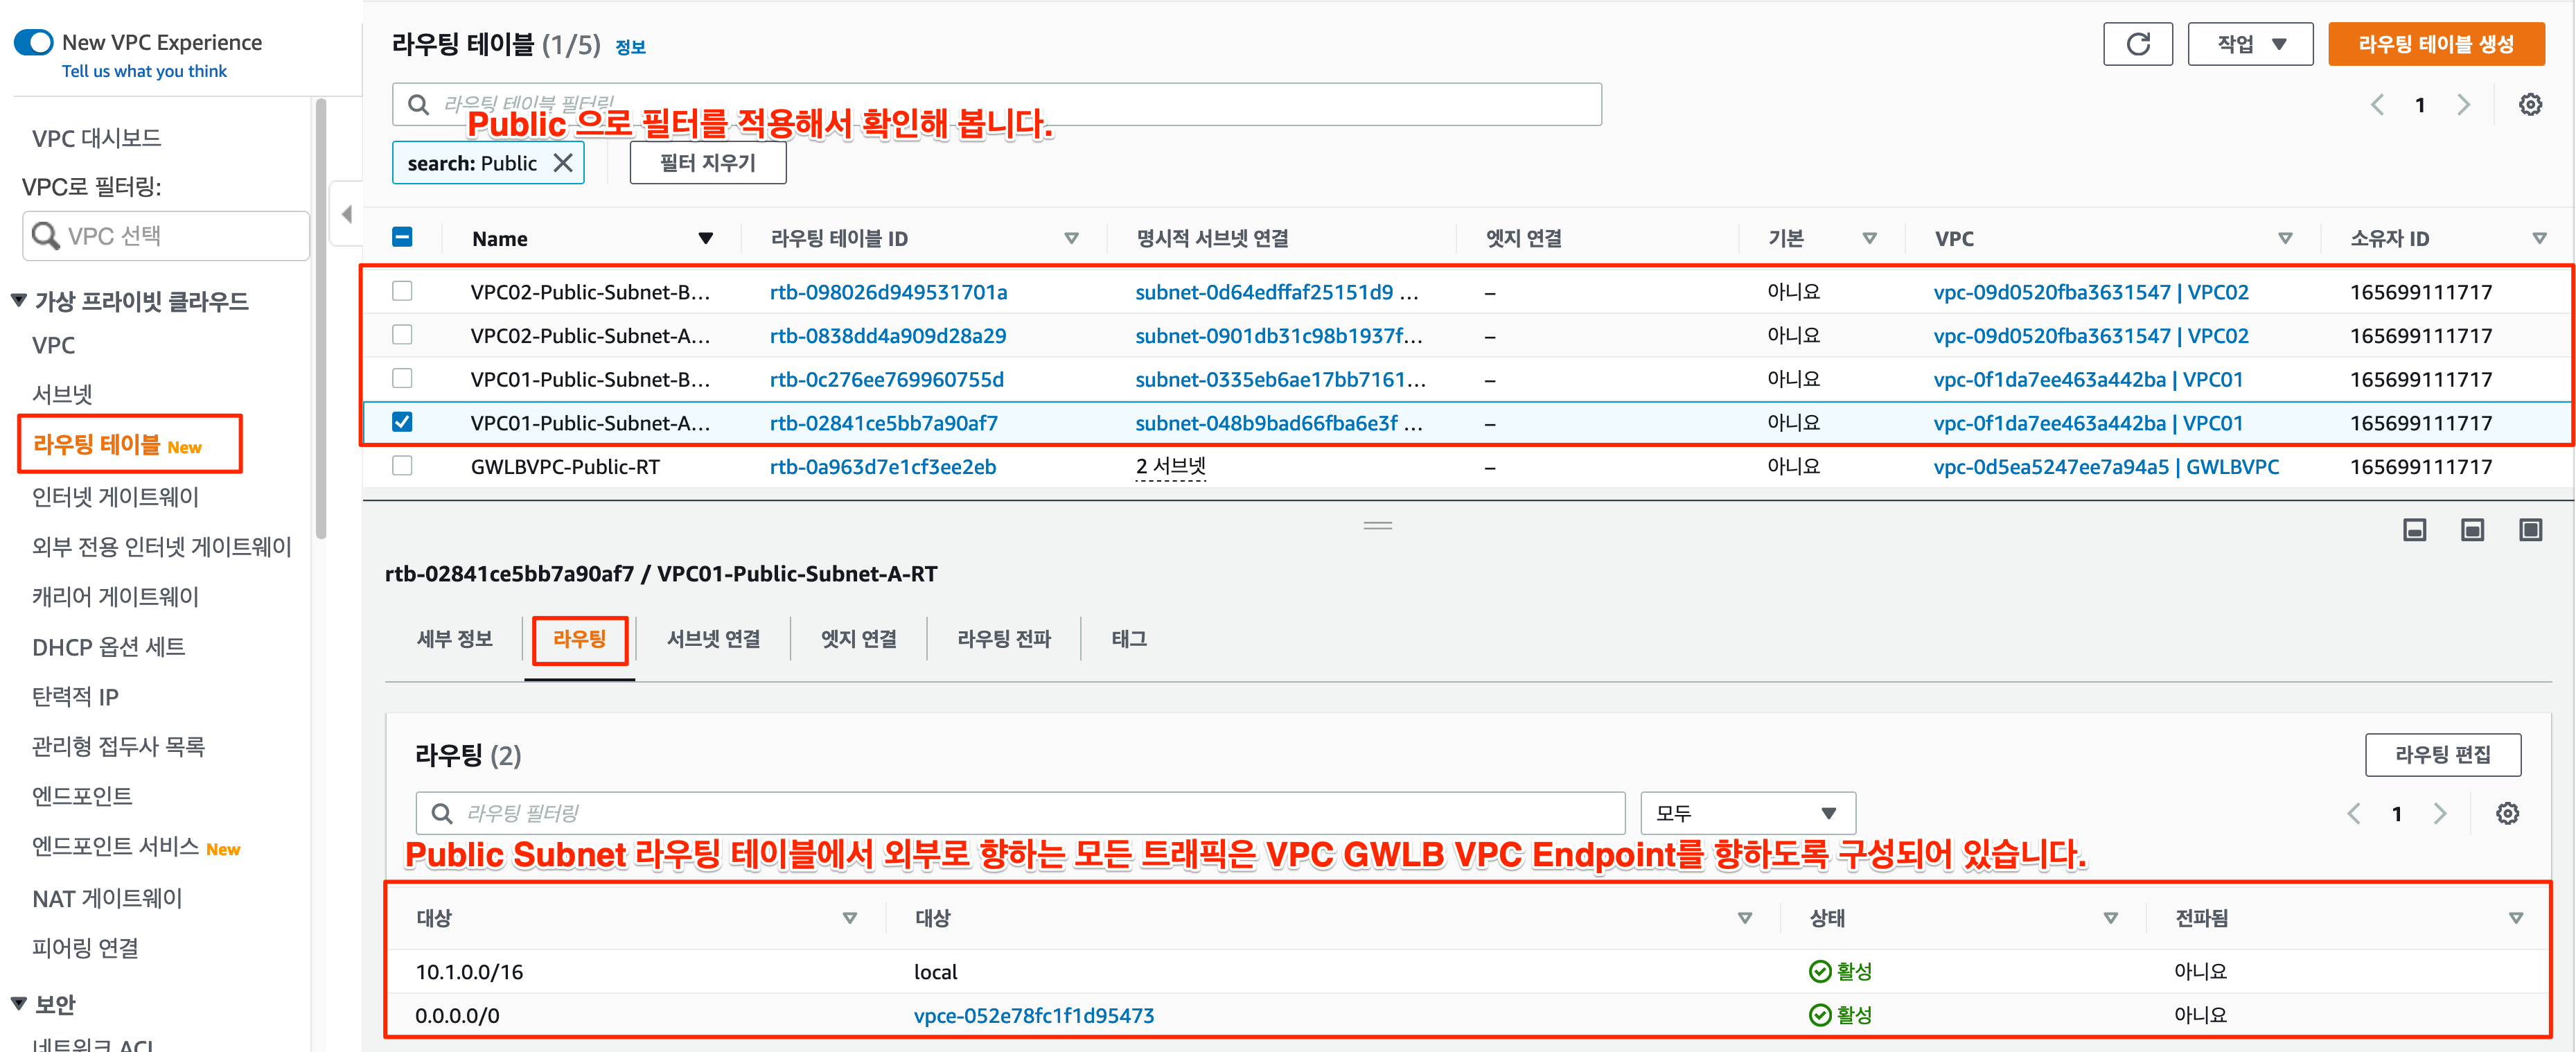 New VPC Experience
Tell us what you think
VPC 대시보드
VPC로 필터링:
VPC 선택
가상 프라이빗 클라우드
VPC
서브넷
라우팅 테이블 New
인터넷 게이트웨이
외부 전용 인터넷 게이트웨이
캐리어 게이트웨이
DHCP 옵션 세트
탄력적 IP
관리형 접두사 목록
엔드포인트
엔드포인트 서비스 New
NAT 게이트웨이
피어링 연결
보안
네트워크 ACL
라우팅 테이블 (1/5) 정보
작업
라우팅 테이블 생성
라우팅 테이블 필터링
1
Public 으로 필터를 적용해서 확인해 봅니다.
search: Public
필터 지우기
Name 라우팅 테이블 ID 명시적 서브넷 연결 엣지 연결 기본 VPC 소유자 ID
VPC02-Public-Subnet-B... rtb-098026d949531701a subnet-0d64edffaf25151d9 ... – 아니요 vpc-09d0520fba3631547 | VPC02 165699111717
VPC02-Public-Subnet-A... rtb-0838dd4a909d28a29 subnet-0901db31c98b1937f... – 아니요 vpc-09d0520fba3631547 | VPC02 165699111717
VPC01-Public-Subnet-B... rtb-0c276ee769960755d subnet-0335eb6ae17bb7161... – 아니요 vpc-0f1da7ee463a442ba | VPC01 165699111717
VPC01-Public-Subnet-A... rtb-02841ce5bb7a90af7 subnet-048b9bad66fba6e3f ... – 아니요 vpc-0f1da7ee463a442ba | VPC01 165699111717
GWLBVPC-Public-RT rtb-0a963d7e1cf3ee2eb 2 서브넷 – 아니요 vpc-0d5ea5247ee7a94a5 | GWLBVPC 165699111717
rtb-02841ce5bb7a90af7 / VPC01-Public-Subnet-A-RT
세부 정보 라우팅 서브넷 연결 엣지 연결 라우팅 전파 태그
라우팅 (2)
라우팅 편집
라우팅 필터링
모두
1
Public Subnet 라우팅 테이블에서 외부로 향하는 모든 트래픽은 VPC GWLB VPC Endpoint를 향하도록 구성되어 있습니다.
대상 대상 상태 전파됨
10.1.0.0/16 local 활성 아니요
0.0.0.0/0 vpce-052e78fc1f1d95473 활성 아니요